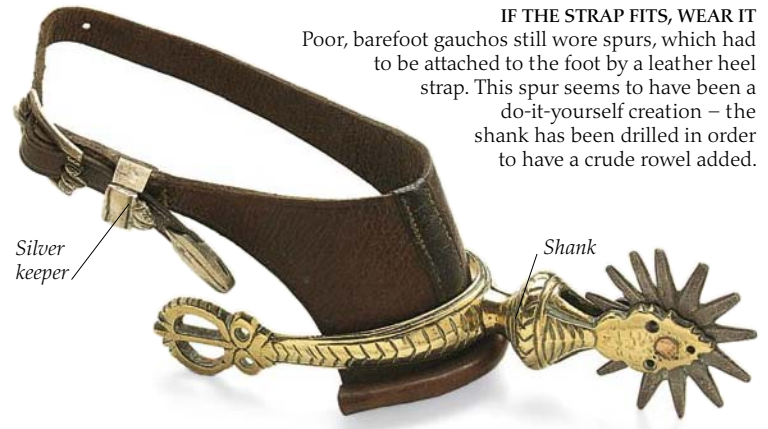 IF THE STRAP FITS, WEAR IT
Poor, barefoot gauchos still wore spurs, which had
to be attached to the foot by a leather heel
strap. This spur seems to have been a
do-it-yourself creation – the
shank has been drilled in order
to have a crude rowel added.
Silver
keeper
Shank